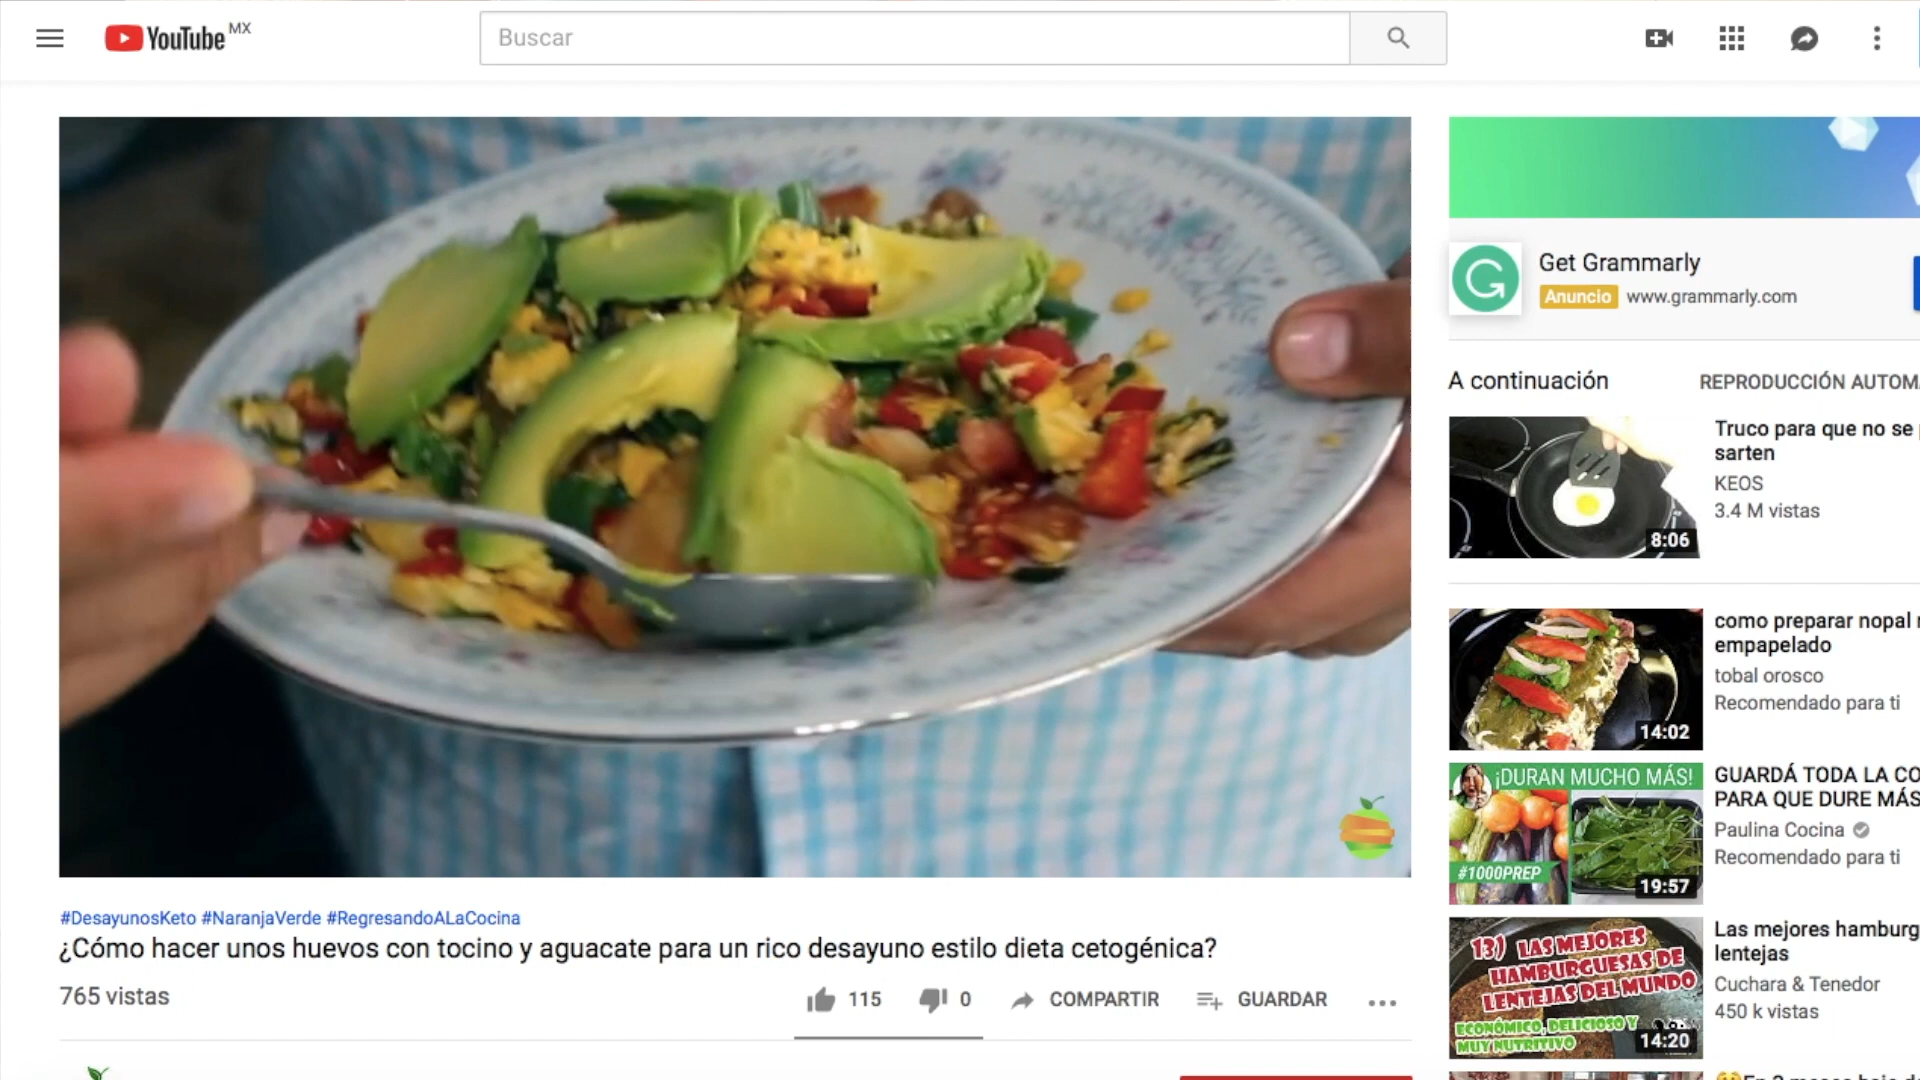 YouTube MX
Buscar
Get Grammarly
Anuncio www.grammarly.com
A continuación
REPRODUCCIÓN AUTOM
Truco para que no se
sarten
KEOS
3.4 M vistas
8:06
como preparar nopal
empapelado
tobal orosco
Recomendado para ti
14:02
¡DURAN MUCHO MÁS!
#1000PREP
19:57
GUARDÁ TODA LA CO
PARA QUE DURE MÁS
Paulina Cocina
Recomendado para ti
13) LAS MEJORES
HAMBURGUESAS DE
LENTEJAS DEL MUNDO
ECONÓMICO, DELICIOSO Y
MUY NUTRITIVO
14:20
Las mejores hamburg
lentejas
Cuchara & Tenedor
450 k vistas
#DesayunosKeto #NaranjaVerde #RegresandoALaCocina
¿Cómo hacer unos huevos con tocino y aguacate para un rico desayuno estilo dieta cetogénica?
765 vistas
115
0
COMPARTIR
GUARDAR